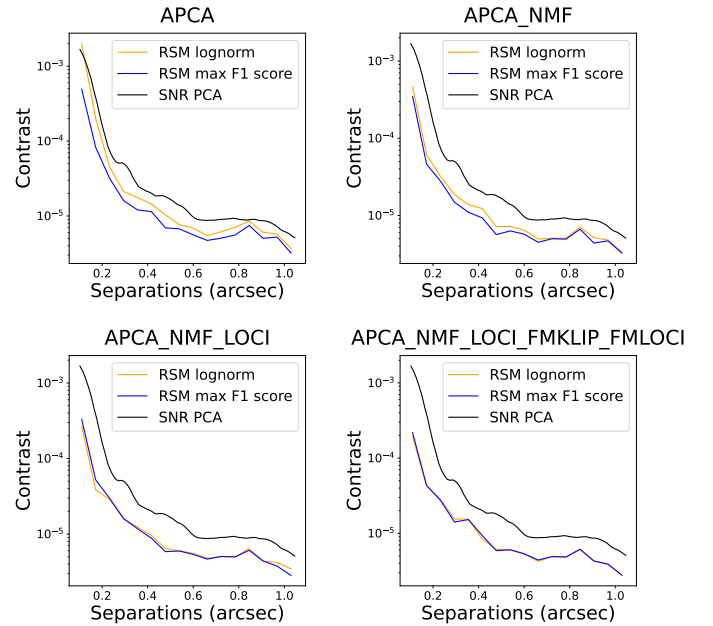 APCA
Contrast
10⁻³
10⁻⁴
10⁻⁵
RSM lognorm
RSM max F1 score
SNR PCA
0.2 0.4 0.6 0.8 1.0
Separations (arcsec)
APCA_NMF
Contrast
10⁻³
10⁻⁴
10⁻⁵
RSM lognorm
RSM max F1 score
SNR PCA
0.2 0.4 0.6 0.8 1.0
Separations (arcsec)
APCA_NMF_LOCI
Contrast
10⁻³
10⁻⁴
10⁻⁵
RSM lognorm
RSM max F1 score
SNR PCA
0.2 0.4 0.6 0.8 1.0
Separations (arcsec)
APCA_NMF_LOCI_FMKLIP_FMLOCI
Contrast
10⁻³
10⁻⁴
10⁻⁵
RSM lognorm
RSM max F1 score
SNR PCA
0.2 0.4 0.6 0.8 1.0
Separations (arcsec)